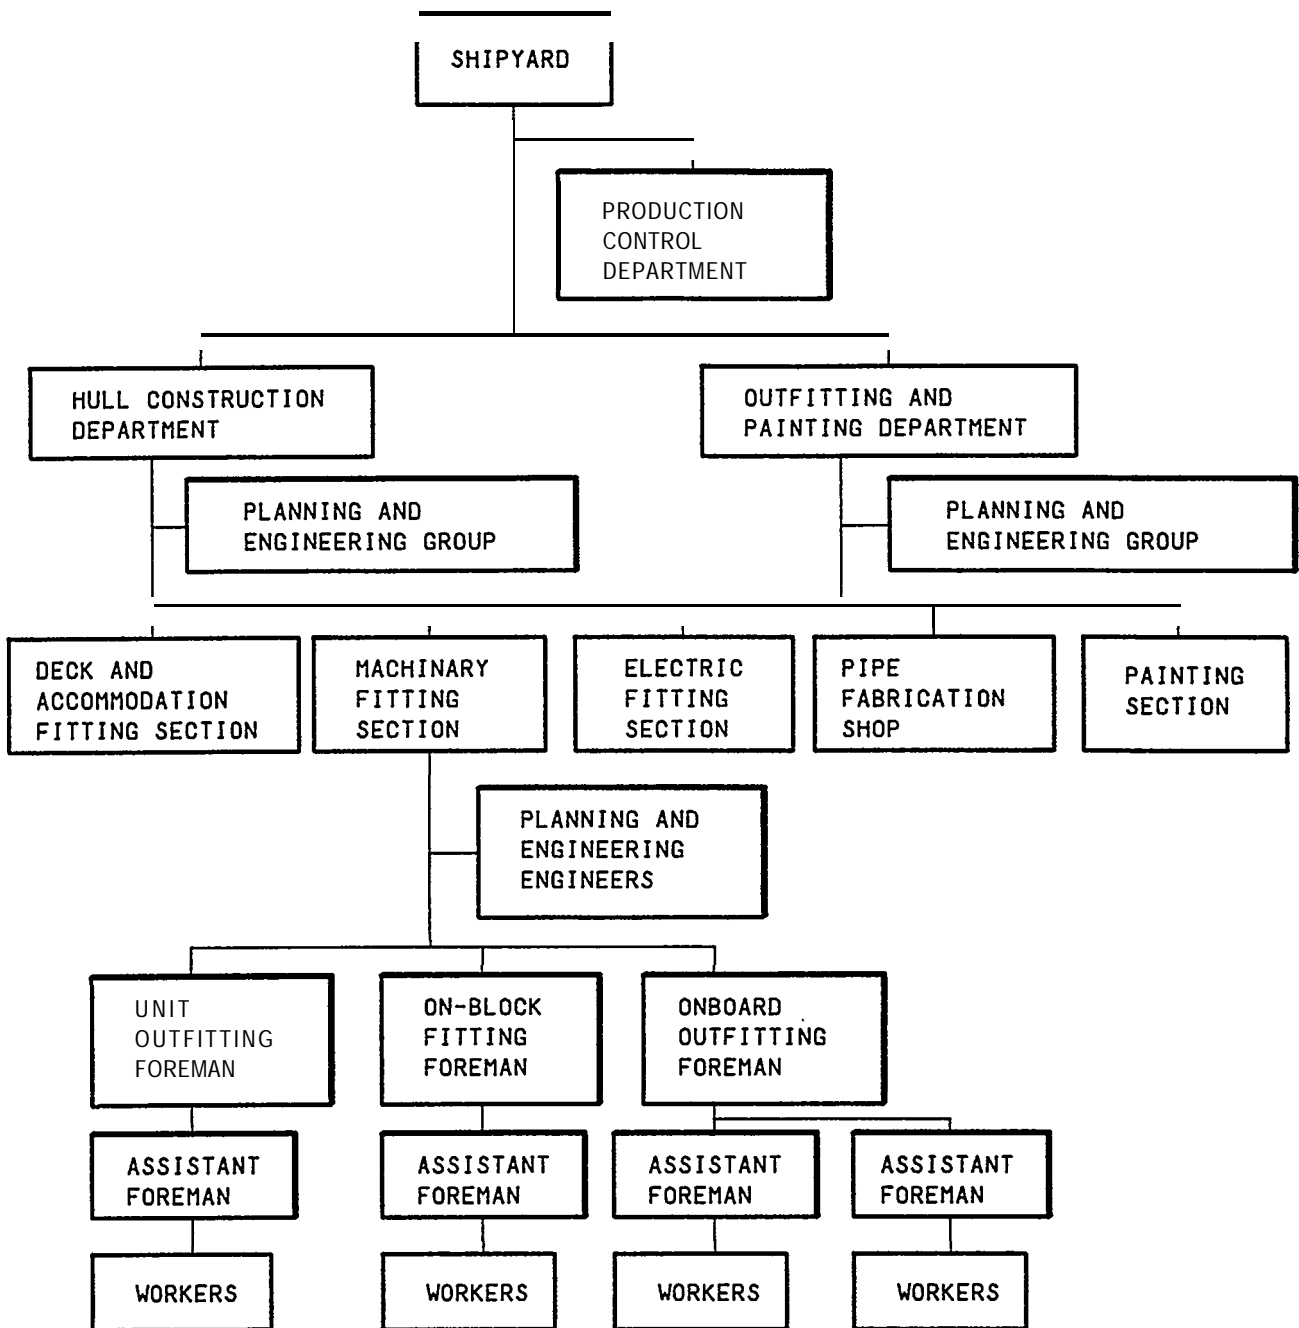 SHIPYARD
PRODUCTION
CONTROL
DEPARTMENT
HULL CONSTRUCTION
DEPARTMENT
OUTFITTING AND
PAINTING DEPARTMENT
PLANNING AND
ENGINEERING GROUP
PLANNING AND
ENGINEERING GROUP
DECK AND
ACCOMMODATION
FITTING SECTION
MACHINARY
FITTING
SECTION
ELECTRIC
FITTING
SECTION
PIPE
FABRICATION
SHOP
PAINTING
SECTION
PLANNING AND
ENGINEERING
ENGINEERS
UNIT
OUTFITTING
FOREMAN
ON-BLOCK
FITTING
FOREMAN
ONBOARD
OUTFITTING
FOREMAN
ASSISTANT
FOREMAN
ASSISTANT
FOREMAN
ASSISTANT
FOREMAN
ASSISTANT
FOREMAN
WORKERS
WORKERS
WORKERS
WORKERS